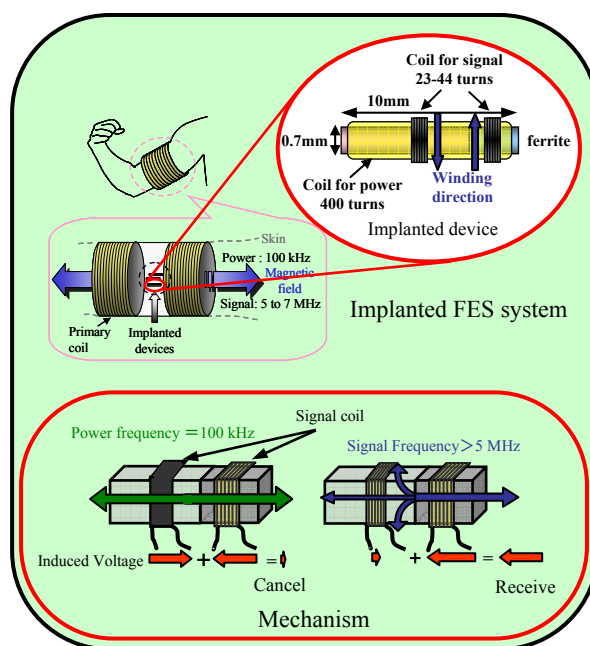 Coil for signal
23-44 turns
10mm
0.7mm
ferrite
Coil for power
400 turns
Winding
direction
Implanted device
Skin
Power : 100 kHz
Magnetic
field
Signal: 5 to 7 MHz
Primary
coil
Implanted
devices
Implanted FES system
Signal coil
Power frequency＝100 kHz
Signal Frequency＞5 MHz
Induced Voltage + = + =
Cancel
Receive
Mechanism